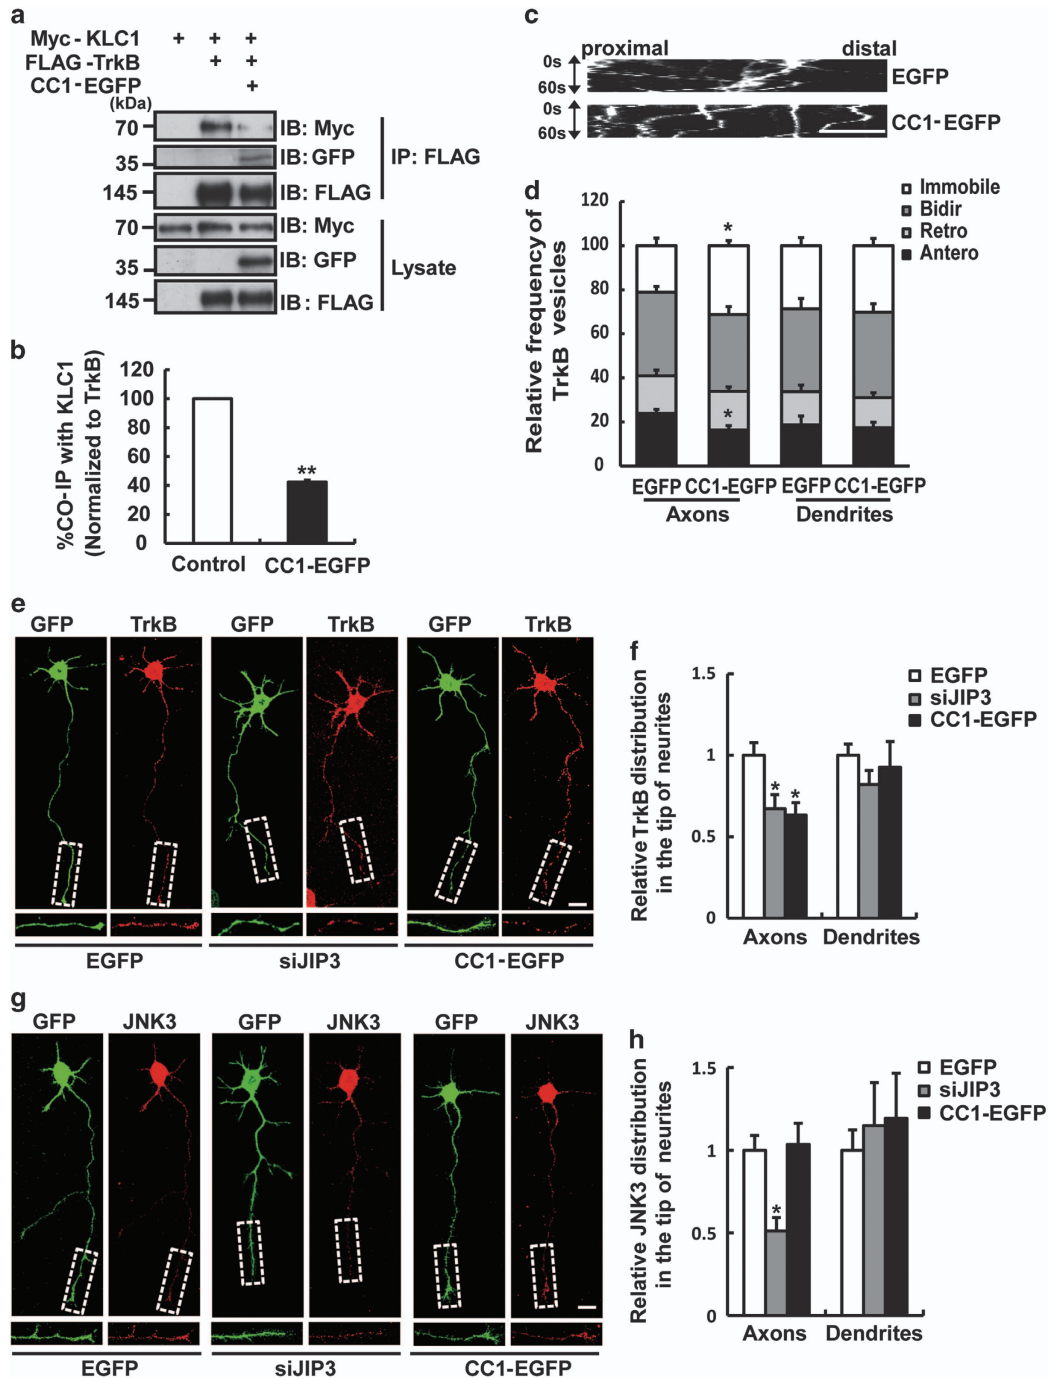 a
Myc-KLC1 + + +
FLAG-TrkB + +
CC1-EGFP +
(kDa)
70 IB: Myc
35 IB: GFP
145 IB: FLAG
IP: FLAG
70 IB: Myc
35 IB: GFP
145 IB: FLAG
Lysate
b
%CO-IP with KLC1
(Normalized to TrkB)
120
100
80
60
40
20
0
**
Control CC1-EGFP
c
proximal distal
0s
60s
EGFP
0s
60s
CC1-EGFP
d
Relative frequency of
TrkB vesicles
120
100
80
60
40
20
0
*
*
Immobile
Bidir
Retro
Antero
EGFP CC1-EGFP EGFP CC1-EGFP
Axons Dendrites
e
GFP TrkB GFP TrkB GFP TrkB
EGFP siJIP3 CC1-EGFP
f
Relative TrkB distribution
in the tip of neurites
1.5
1
0.5
0
EGFP
siJIP3
CC1-EGFP
* *
Axons Dendrites
g
GFP JNK3 GFP JNK3 GFP JNK3
EGFP siJIP3 CC1-EGFP
h
Relative JNK3 distribution
in the tip of neurites
1.5
1
0.5
0
EGFP
siJIP3
CC1-EGFP
*
Axons Dendrites